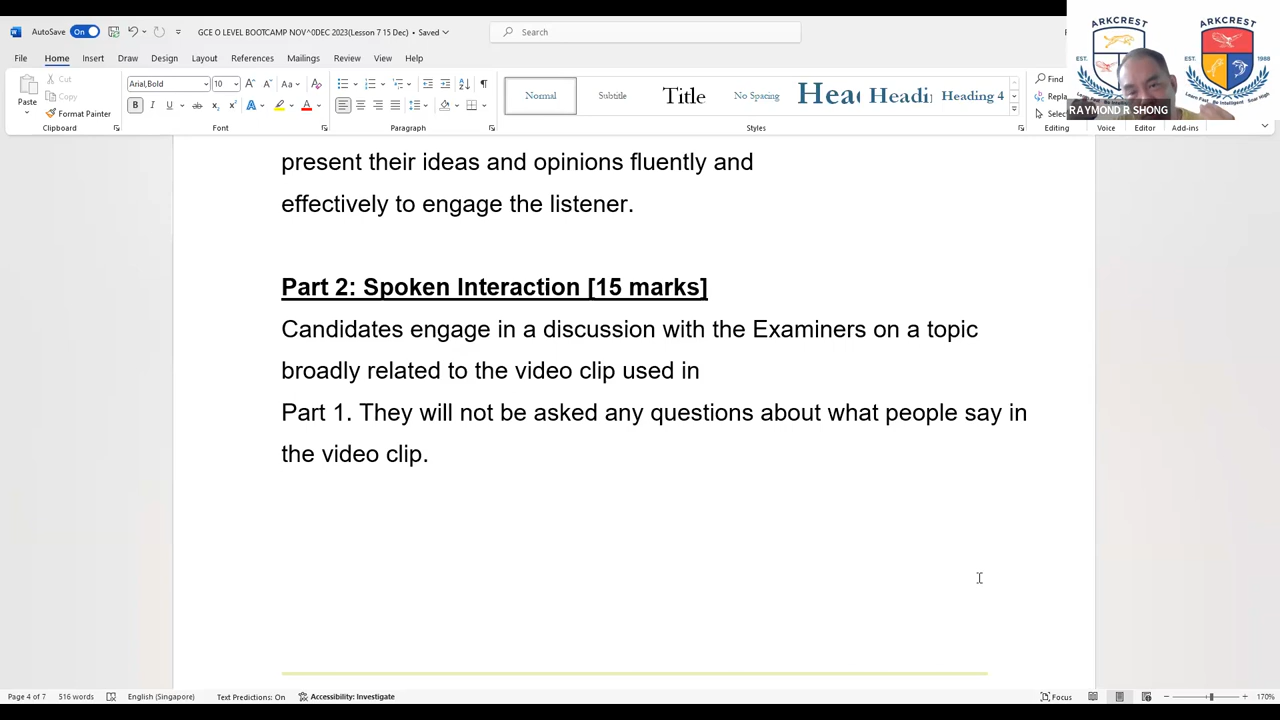 AutoSave On GCE O LEVEL BOOTCAMP NOV^0DEC 2023(Lesson 7 15 Dec) • Saved Search
ARKCREST ARKCREST
EST. 1988
File Home Insert Draw Design Layout References Mailings Review View Help
Paste Cut Copy Format Painter
Arial,Bold 10
Normal Subtitle Title No Spacing Heading 4
Find
RAYMOND R SHONG
Clipboard Font Paragraph Styles Editing Voice Editor Add-ins
present their ideas and opinions fluently and
effectively to engage the listener.
Part 2: Spoken Interaction [15 marks]
Candidates engage in a discussion with the Examiners on a topic
broadly related to the video clip used in
Part 1. They will not be asked any questions about what people say in
the video clip.
Page 4 of 7 516 words English (Singapore) Text Predictions: On Accessibility: Investigate Focus 170%